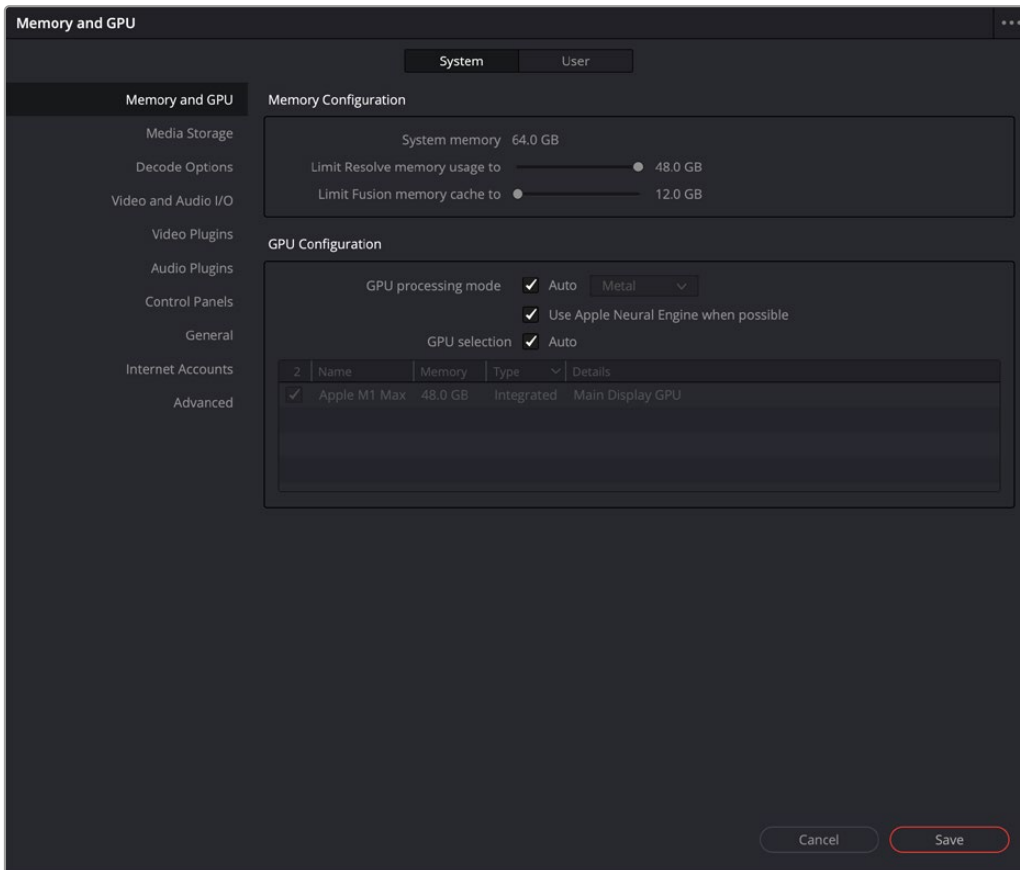 Memory and GPU
System User
Memory and GPU
Media Storage
Decode Options
Video and Audio I/O
Video Plugins
Audio Plugins
Control Panels
General
Internet Accounts
Advanced
Memory Configuration
System memory 64.0 GB
Limit Resolve memory usage to 48.0 GB
Limit Fusion memory cache to 12.0 GB
GPU Configuration
GPU processing mode Auto Metal
Use Apple Neural Engine when possible
GPU selection Auto
2 Name Memory Type Details
Apple M1 Max 48.0 GB Integrated Main Display GPU
Cancel Save